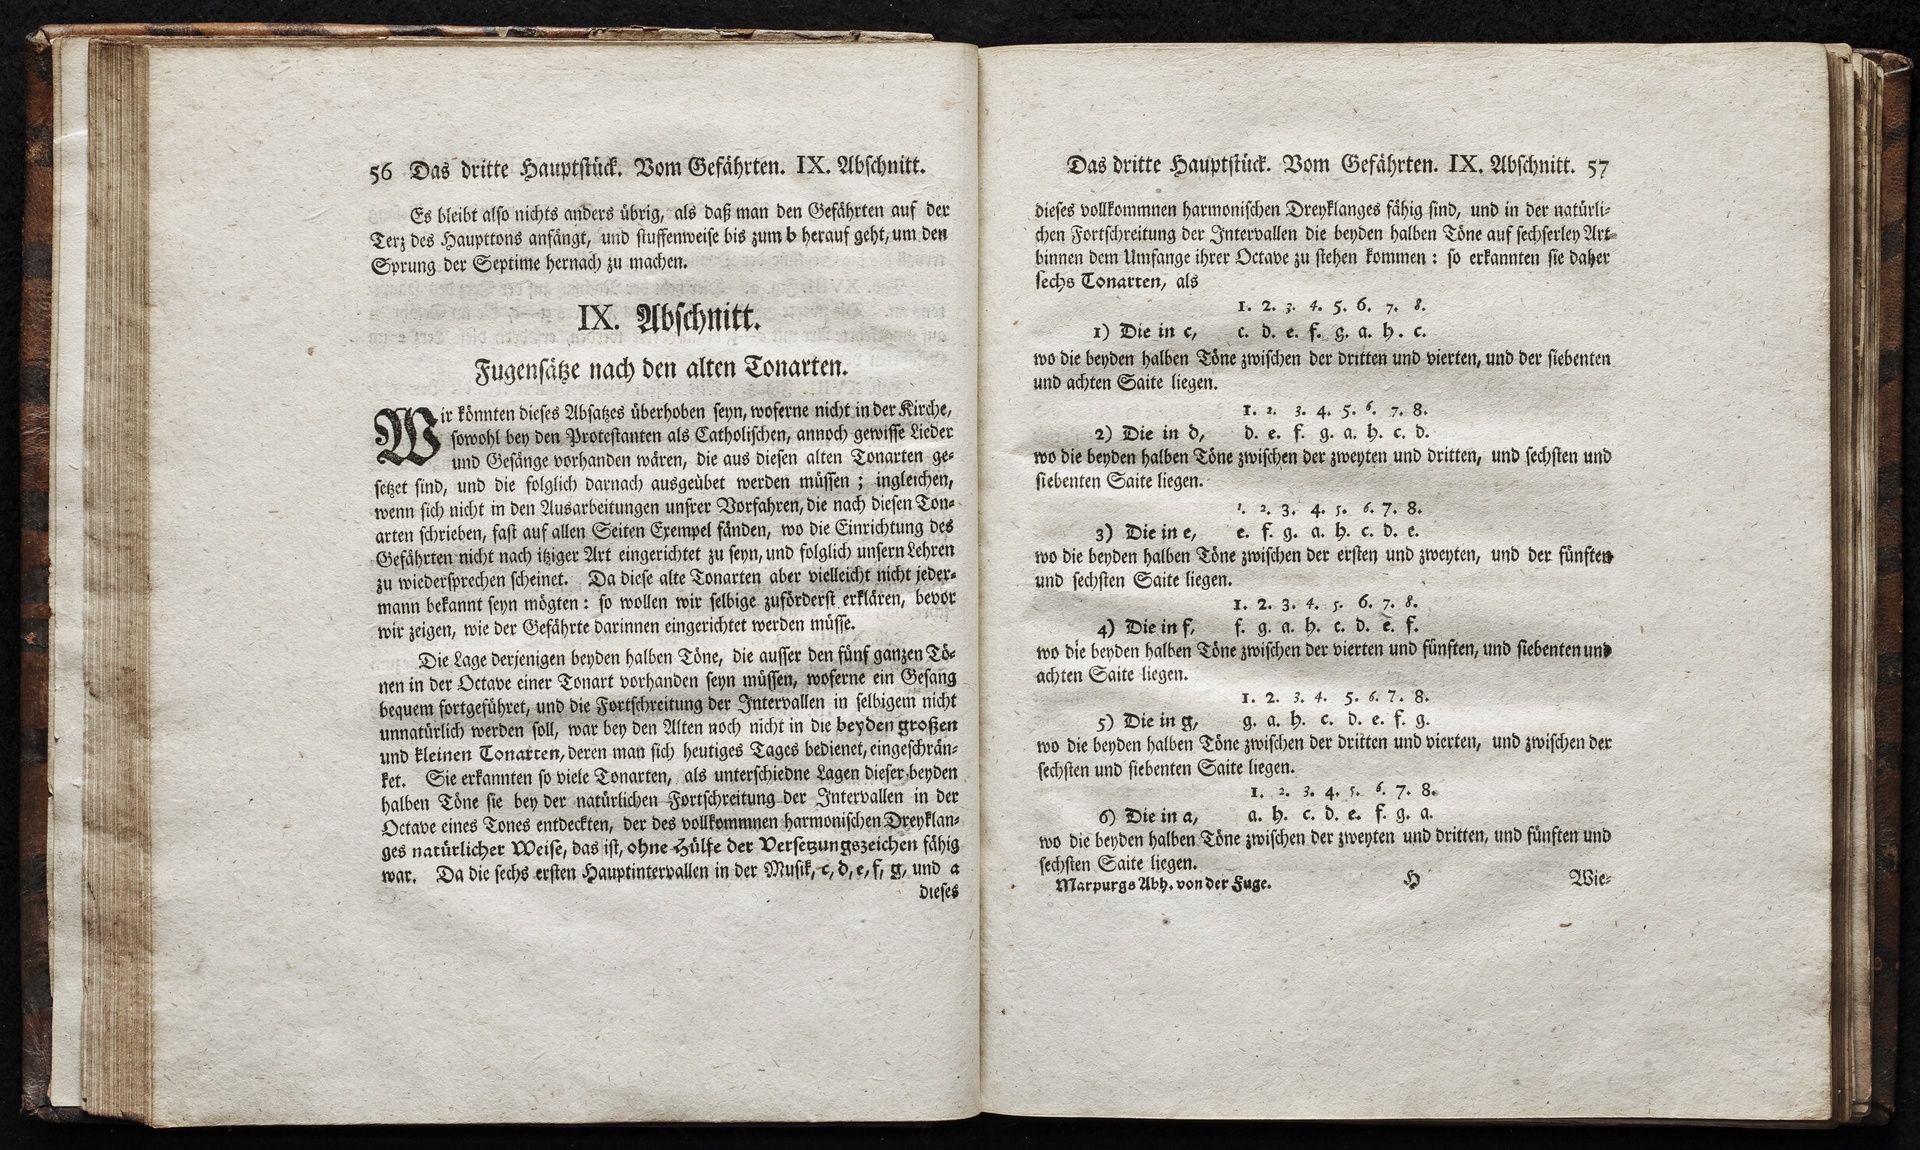 56 Das dritte Hauptstück. Vom Gefährten. IX. Abschnitt.
Es bleibt also nichts anders übrig, als daß man den Gefährten auf der
Terz des Haupttons anfängt, und stuffenweise bis zum b herauf geht, um den
Sprung der Septime hernach zu machen.
IX. Abschnitt.
Fugensätze nach den alten Tonarten.
Wir könnten dieses Absatzes überhoben seyn, woferne nicht in der Kirche,
sowohl bey den Protestanten als Catholischen, annoch gewisse Lieder
und Gesänge vorhanden wären, die aus diesen alten Tonarten ge-
setzet sind, und die folglich darnach ausgeübet werden müssen; ingleichen,
wenn sich nicht in den Ausarbeitungen unsrer Vorfahren, die nach diesen Ton-
arten schrieben, fast auf allen Seiten Exempel fänden, wo die Einrichtung des
Gefährten nicht nach itziger Art eingerichtet zu seyn, und folglich unsern Lehren
zu wiedersprechen scheinet. Da diese alte Tonarten aber vielleicht nicht jeder-
mann bekannt seyn mögten: so wollen wir selbige zuförderst erklären, bevor
wir zeigen, wie der Gefährte darinnen eingerichtet werden müsse.
Die Lage derjenigen beyden halben Töne, die ausser den fünf ganzen Tö-
nen in der Octave einer Tonart vorhanden seyn müssen, woferne ein Gesang
bequem fortgeführet, und die Fortschreitung der Intervallen in selbigem nicht
unnatürlich werden soll, war bey den Alten noch nicht in die beyden großen
und kleinen Tonarten, deren man sich heutiges Tages bedienet, eingeschrän-
ket. Sie erkannten so viele Tonarten, als unterschiedne Lagen dieser beyden
halben Töne sie bey der natürlichen Fortschreitung der Intervallen in der
Octave eines Tones entdeckten, der des vollkommnen harmonischen Dreyklan-
ges natürlicher Weise, das ist, ohne Hülfe der Versetzungszeichen fähig
war. Da die sechs ersten Hauptintervallen in der Musik, c, d, e, f, g, und a
dieses
Das dritte Hauptstück. Vom Gefährten. IX. Abschnitt. 57
dieses vollkommnen harmonischen Dreyklanges fähig sind, und in der natürli-
chen Fortschreitung der Intervallen die beyden halben Töne auf sechserley Art
binnen dem Umfange ihrer Octave zu stehen kommen: so erkannten sie daher
sechs Tonarten, als
1. 2. 3. 4. 5. 6. 7. 8.
1) Die in c, c. d. e. f. g. a. h. c.
wo die beyden halben Töne zwischen der dritten und vierten, und der siebenten
und achten Saite liegen.
1. 2. 3. 4. 5. 6. 7. 8.
2) Die in d, d. e. f. g. a. h. c. d.
wo die beyden halben Töne zwischen der zweyten und dritten, und sechsten und
siebenten Saite liegen.
1. 2. 3. 4. 5. 6. 7. 8.
3) Die in e, e. f. g. a. h. c. d. e.
wo die beyden halben Töne zwischen der ersten und zweyten, und der fünften
und sechsten Saite liegen.
1. 2. 3. 4. 5. 6. 7. 8.
4) Die in f, f. g. a. h. c. d. e. f.
wo die beyden halben Töne zwischen der vierten und fünften, und siebenten und
achten Saite liegen.
1. 2. 3. 4. 5. 6. 7. 8.
5) Die in g, g. a. h. c. d. e. f. g.
wo die beyden halben Töne zwischen der dritten und vierten, und zwischen der
sechsten und siebenten Saite liegen.
1. 2. 3. 4. 5. 6. 7. 8.
6) Die in a, a. h. c. d. e. f. g. a.
wo die beyden halben Töne zwischen der zweyten und dritten, und fünften und
sechsten Saite liegen.
Marpurgs Abh. von der Fuge. H Wie-